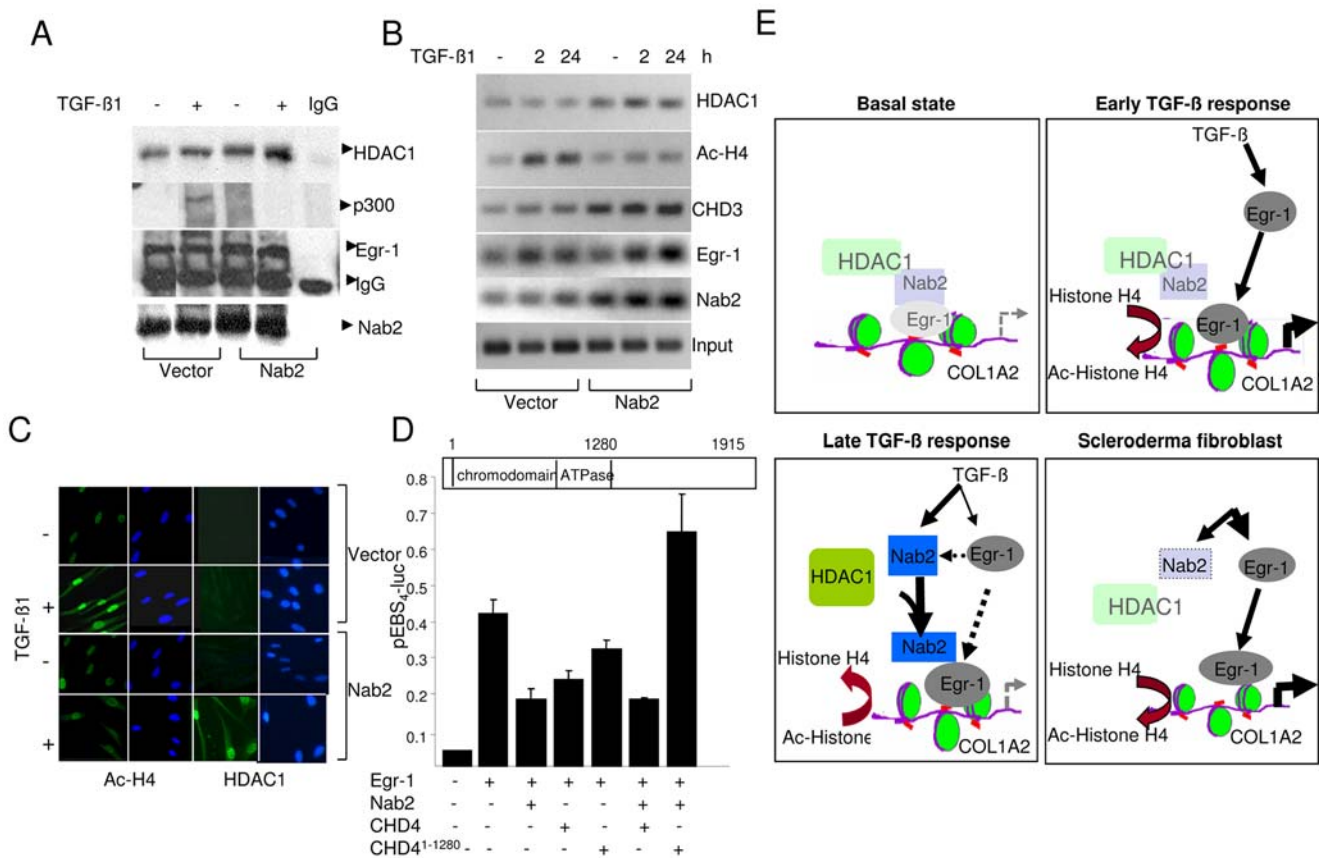 A
TGF-ß1 - + - + IgG
HDAC1
p300
Egr-1
IgG
Nab2
Vector Nab2
B
TGF-ß1 - 2 24 - 2 24 h
HDAC1
Ac-H4
CHD3
Egr-1
Nab2
Input
Vector Nab2
C
TGF-ß1
-
+
-
+
Vector
Nab2
Ac-H4 HDAC1
D
1 1280 1915
chromodomain ATPase
pEBS4-luc
0.8
0.7
0.6
0.5
0.4
0.3
0.2
0.1
Egr-1 - + + + + + +
Nab2 - - + - - + +
CHD4 - - - + - + -
CHD4¹⁻¹²⁸⁰ - - - - + - +
E
Basal state
HDAC1
Nab2
Egr-1
COL1A2
Early TGF-ß response
TGF-ß
Egr-1
HDAC1
Nab2
Histone H4
Egr-1
Ac-Histone H4
COL1A2
Late TGF-ß response
TGF-ß
Nab2
Egr-1
HDAC1
Nab2
Histone H4
Egr-1
Ac-Histone
COL1A2
Scleroderma fibroblast
Nab2
Egr-1
HDAC1
Histone H4
Egr-1
Ac-Histone H4
COL1A2